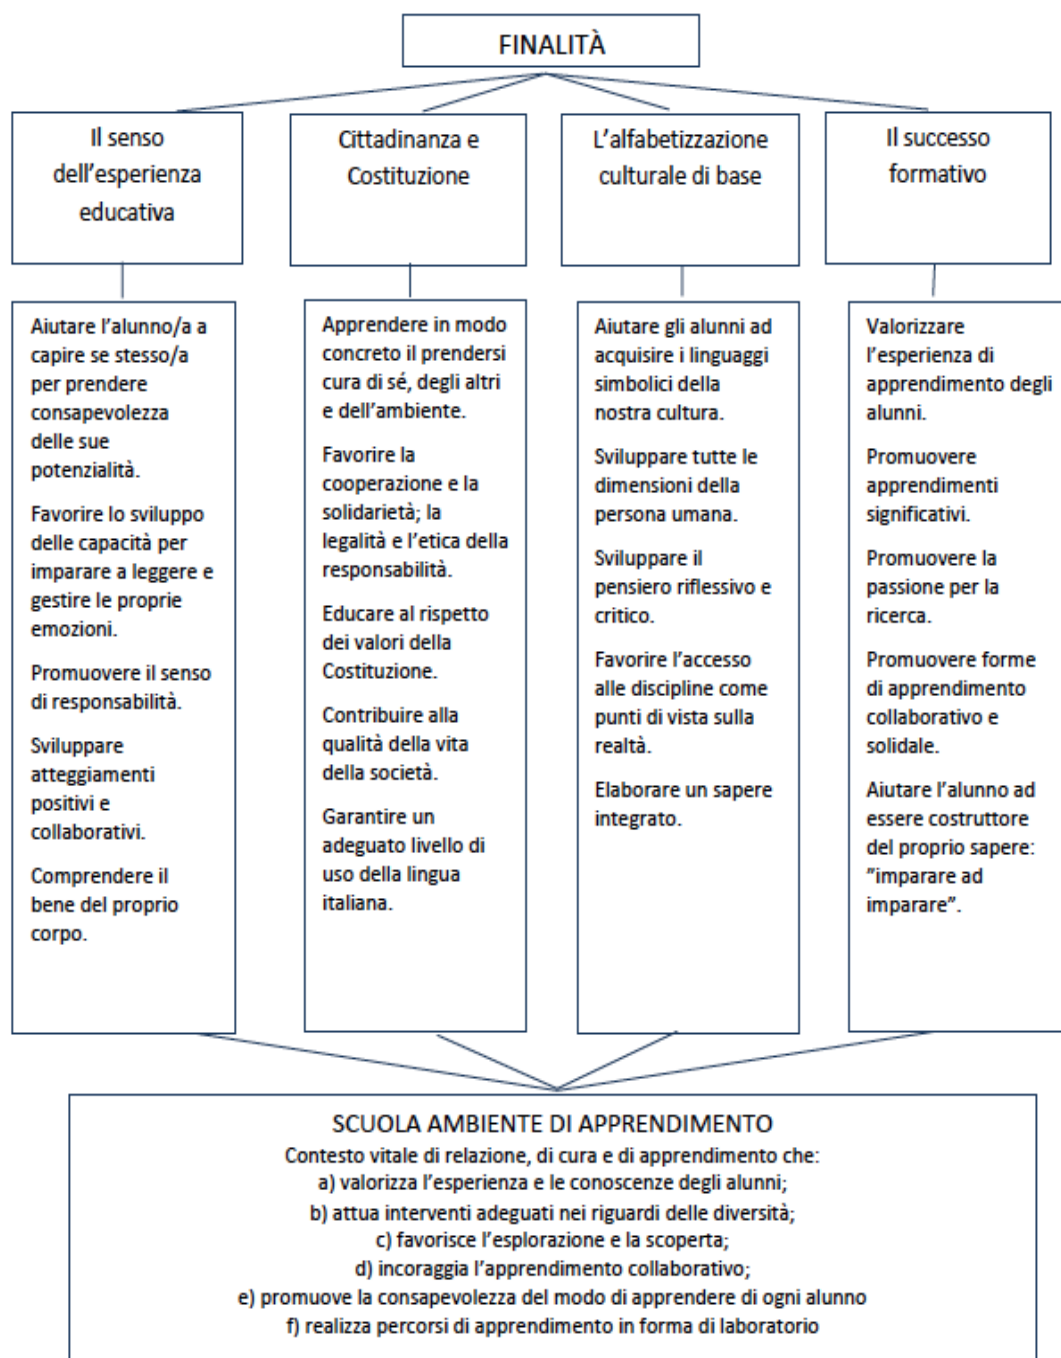 FINALITÀ
Il senso
dell'esperienza
educativa
Cittadinanza e
Costituzione
L'alfabetizzazione
culturale di base
Il successo
formativo
Aiutare l'alunno/a a
capire se stesso/a
per prendere
consapevolezza
delle sue
potenzialità.
Favorire lo sviluppo
delle capacità per
imparare a leggere e
gestire le proprie
emozioni.
Promuovere il senso
di responsabilità.
Sviluppare
atteggiamenti
positivi e
collaborativi.
Comprendere il
bene del proprio
corpo.
Apprendere in modo
concreto il prendersi
cura di sé, degli altri
e dell'ambiente.
Favorire la
cooperazione e la
solidarietà; la
legalità e l'etica della
responsabilità.
Educare al rispetto
dei valori della
Costituzione.
Contribuire alla
qualità della vita
della società.
Garantire un
adeguato livello di
uso della lingua
italiana.
Aiutare gli alunni ad
acquisire i linguaggi
simbolici della
nostra cultura.
Sviluppare tutte le
dimensioni della
persona umana.
Sviluppare il
pensiero riflessivo e
critico.
Favorire l'accesso
alle discipline come
punti di vista sulla
realtà.
Elaborare un sapere
integrato.
Valorizzare
l'esperienza di
apprendimento degli
alunni.
Promuovere
apprendimenti
significativi.
Promuovere la
passione per la
ricerca.
Promuovere forme
di apprendimento
collaborativo e
solidale.
Aiutare l'alunno ad
essere costruttore
del proprio sapere:
"imparare ad
imparare".
SCUOLA AMBIENTE DI APPRENDIMENTO
Contesto vitale di relazione, di cura e di apprendimento che:
a) valorizza l'esperienza e le conoscenze degli alunni;
b) attua interventi adeguati nei riguardi delle diversità;
c) favorisce l'esplorazione e la scoperta;
d) incoraggia l'apprendimento collaborativo;
e) promuove la consapevolezza del modo di apprendere di ogni alunno
f) realizza percorsi di apprendimento in forma di laboratorio